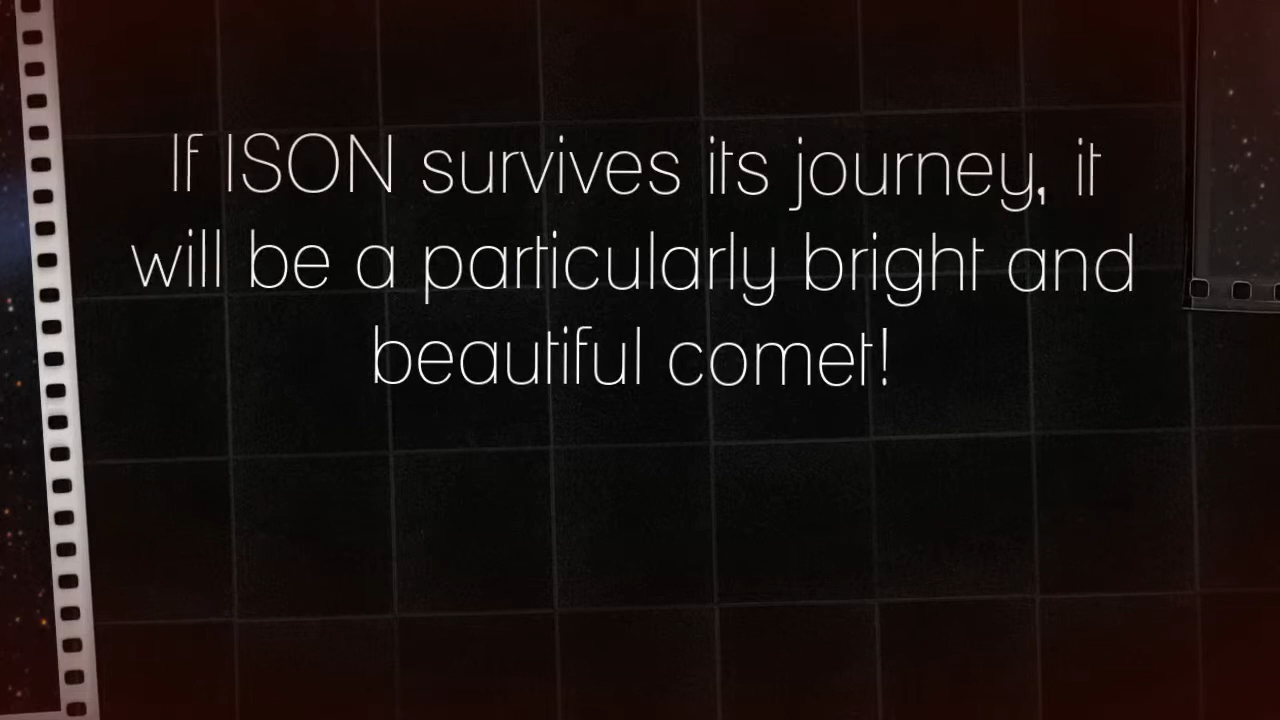 If ISON survives its journey, it
will be a particularly bright and
beautiful comet!